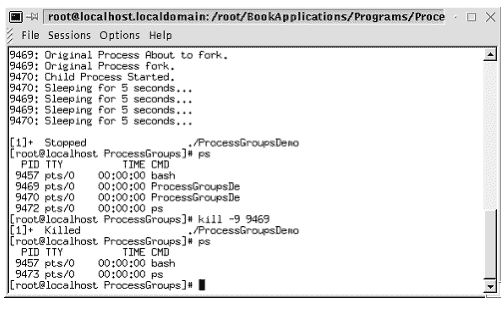 root@localhost.localdomain: /root/BookApplications/Programs/Proce
File Sessions Options Help
9469: Original Process About to fork.
9469: Original Process fork.
9470: Child Process Started.
9470: Sleeping for 5 seconds...
9469: Sleeping for 5 seconds...
9469: Sleeping for 5 seconds...
9470: Sleeping for 5 seconds...
[1]+ Stopped ./ProcessGroupsDemo
[root@localhost ProcessGroups]# ps
PID TTY TIME CMD
9457 pts/0 00:00:00 bash
9469 pts/0 00:00:00 ProcessGroupsDe
9470 pts/0 00:00:00 ProcessGroupsDe
9472 pts/0 00:00:00 ps
[root@localhost ProcessGroups]# kill -9 9469
[1]+ Killed ./ProcessGroupsDemo
[root@localhost ProcessGroups]# ps
PID TTY TIME CMD
9457 pts/0 00:00:00 bash
9473 pts/0 00:00:00 ps
[root@localhost ProcessGroups]#